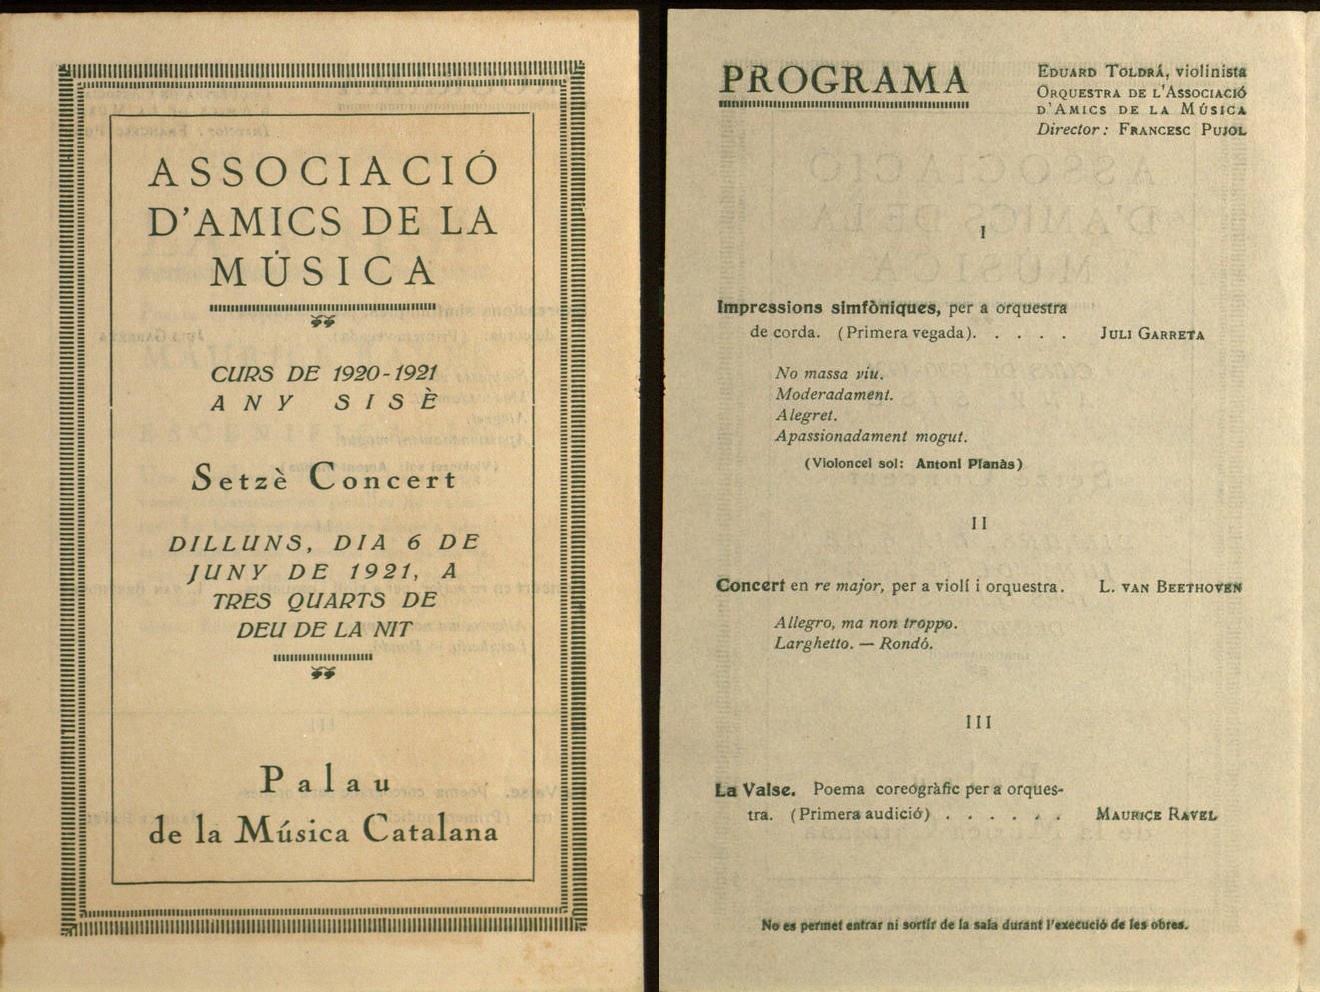 ASSOCIACIÓ
D'AMICS DE LA
MÚSICA
CURS DE 1920-1921
ANY SISÈ
Setzè Concert
DILLUNS, DIA 6 DE
JUNY DE 1921, A
TRES QUARTS DE
DEU DE LA NIT
Palau
de la Música Catalana
PROGRAMA
EDUARD TOLDRÁ, violinista
ORQUESTRA DE L'ASSOCIACIÓ
D'AMICS DE LA MÚSICA
Director: FRANCESC PUJOL
I
Impressions simfòniques, per a orquestra
de corda. (Primera vegada). . . . . JULI GARRETA
No massa viu.
Moderadament.
Alegret.
Apassionadament mogut.
(Violoncel sol: Antoni Planàs)
II
Concert en re major, per a violí i orquestra. L. VAN BEETHOVEN
Allegro, ma non troppo.
Larghetto. — Rondó.
III
La Valse. Poema coreógràfic per a orques-
tra. (Primera audició) . . . . . . MAURICE RAVEL
No es permet entrar ni sortir de la sala durant l'execució de les obres.